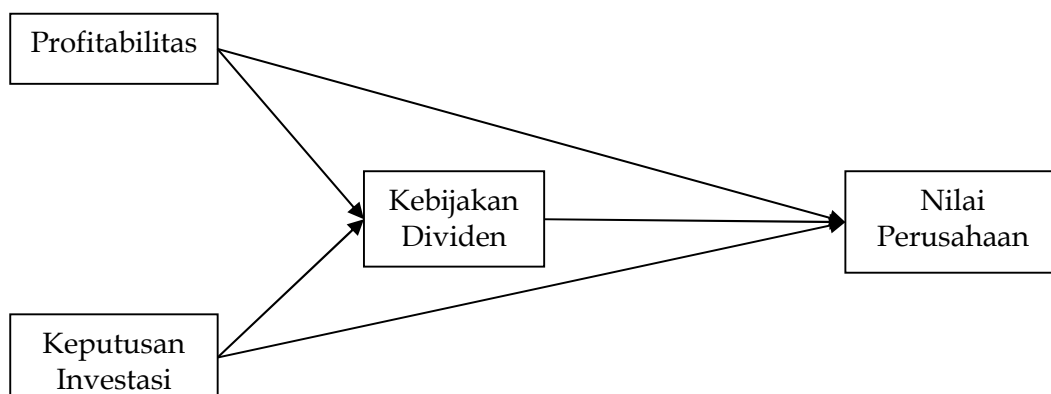 Profitabilitas
Kebijakan
Dividen
Nilai
Perusahaan
Keputusan
Investasi